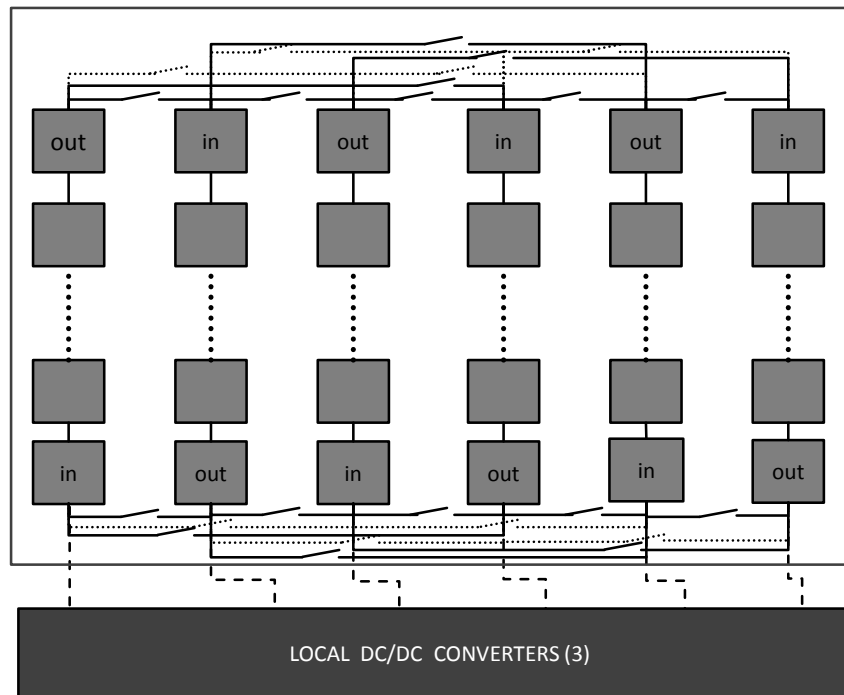 out in out in out in
in out in out in out
LOCAL DC/DC CONVERTERS (3)